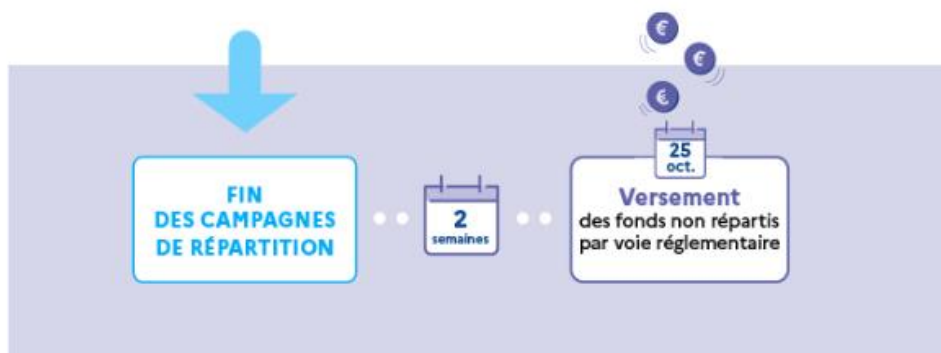 €
€
€
FIN
DES CAMPAGNES
DE RÉPARTITION
2
semaines
25
oct.
Versement
des fonds non répartis
par voie réglementaire